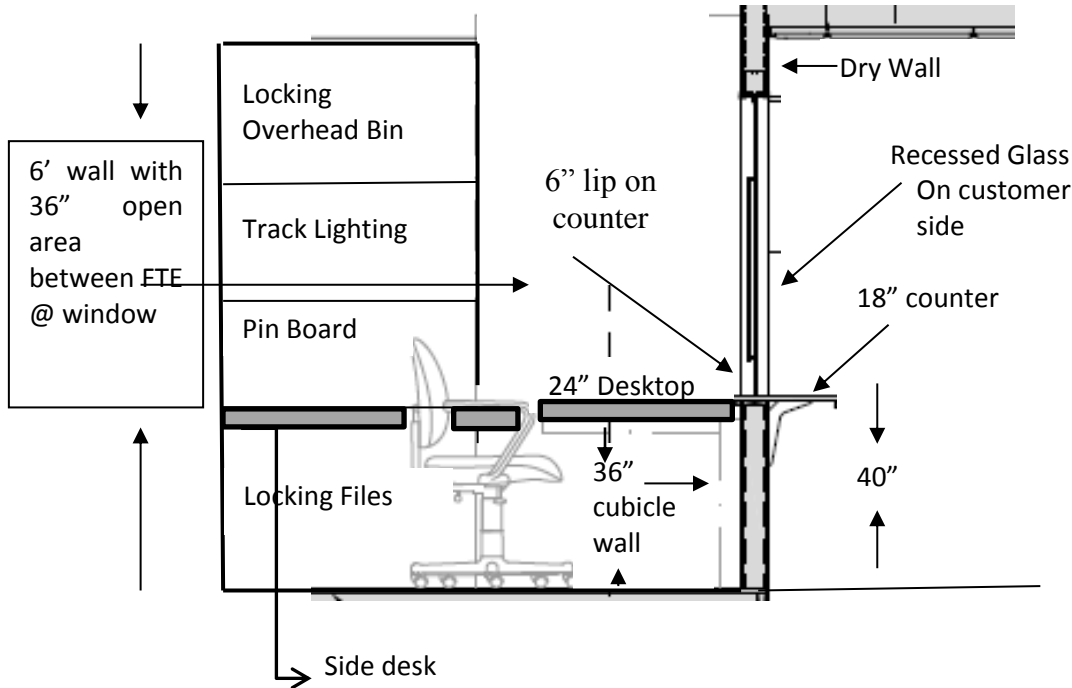 Dry Wall
Locking
Overhead Bin
6’ wall with
36” open
area
between FTE
@ window
6” lip on
counter
Recessed Glass
On customer
side
Track Lighting
18” counter
Pin Board
24” Desktop
36”
cubicle
wall
40”
Locking Files
Side desk